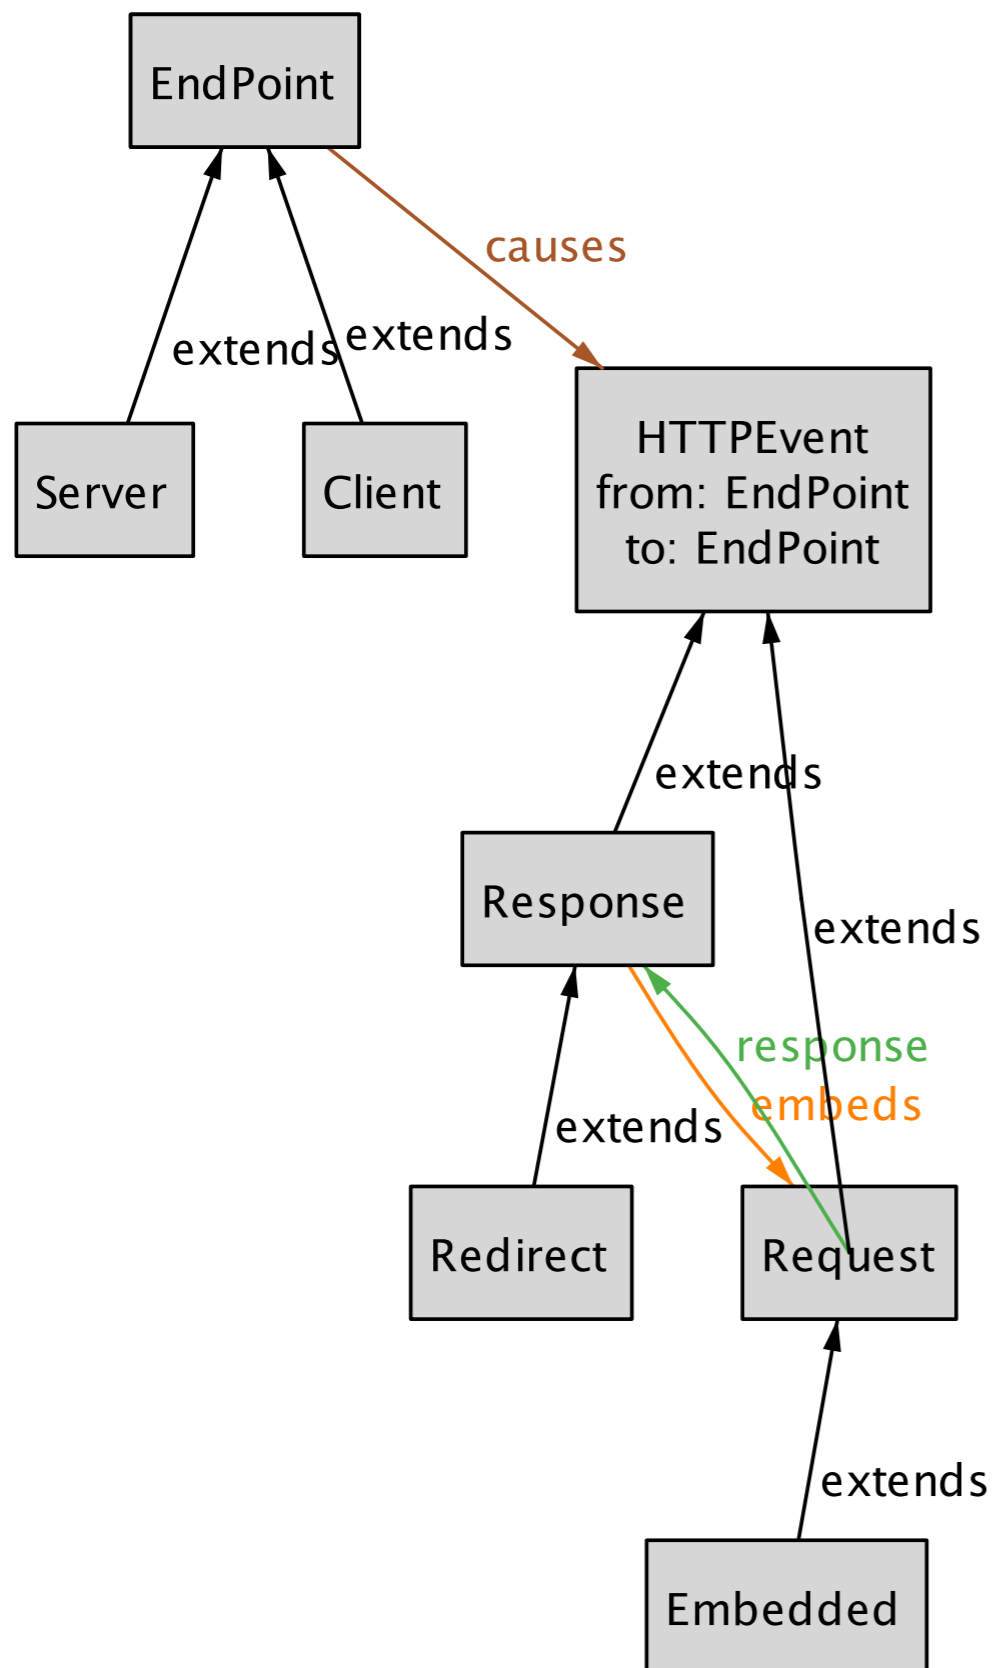 EndPoint
causes
extends
extends
HTTPEvent
from: EndPoint
to: EndPoint
Server
Client
extends
Response
extends
response
embeds
extends
Redirect
Request
extends
Embedded